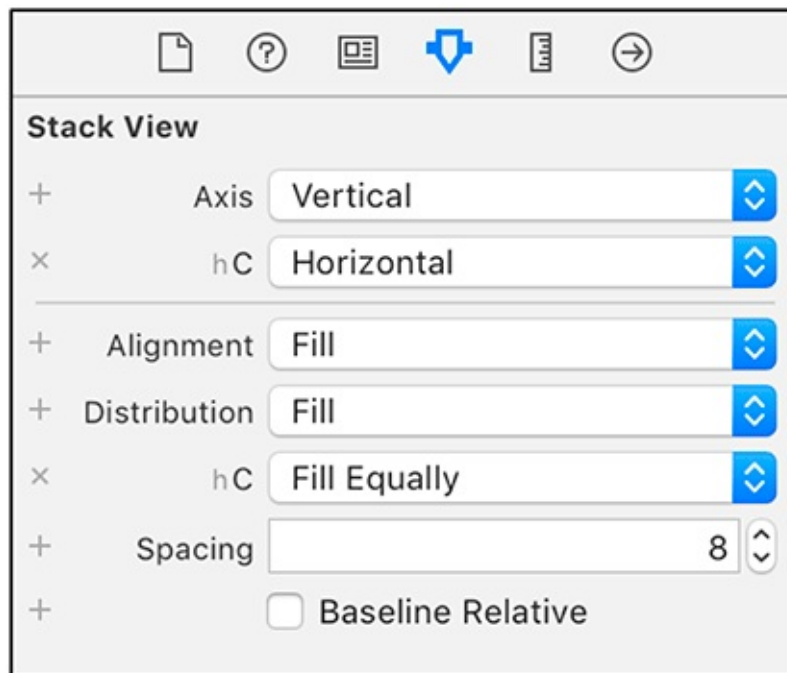 Stack View
+ Axis Vertical
× hC Horizontal
+ Alignment Fill
+ Distribution Fill
× hC Fill Equally
+ Spacing 8
+ Baseline Relative